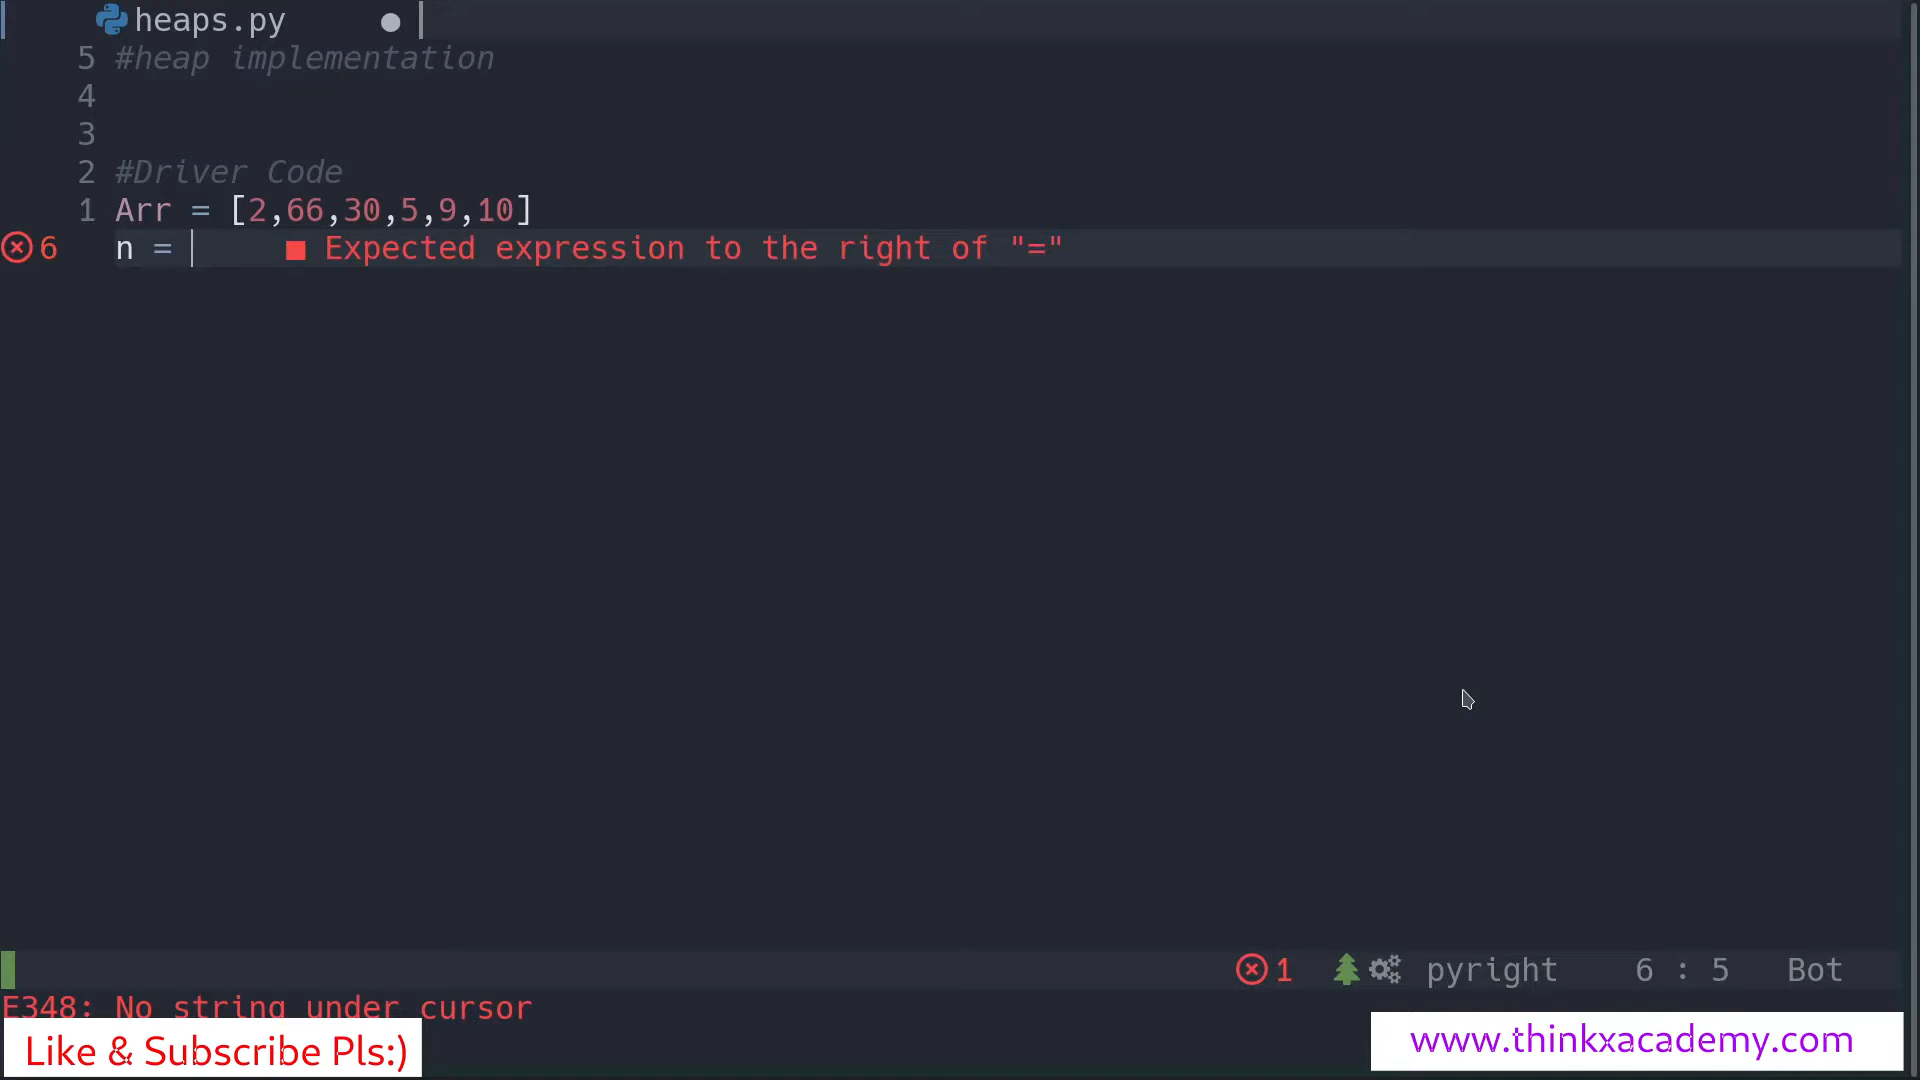 heaps.py
5 #heap implementation
4
3
2 #Driver Code
1 Arr = [2,66,30,5,9,10]
6 n = ■ Expected expression to the right of "="
1 pyright 6 : 5 Bot
E348: No string under cursor
Like & Subscribe Pls:)
www.thinkxacademy.com